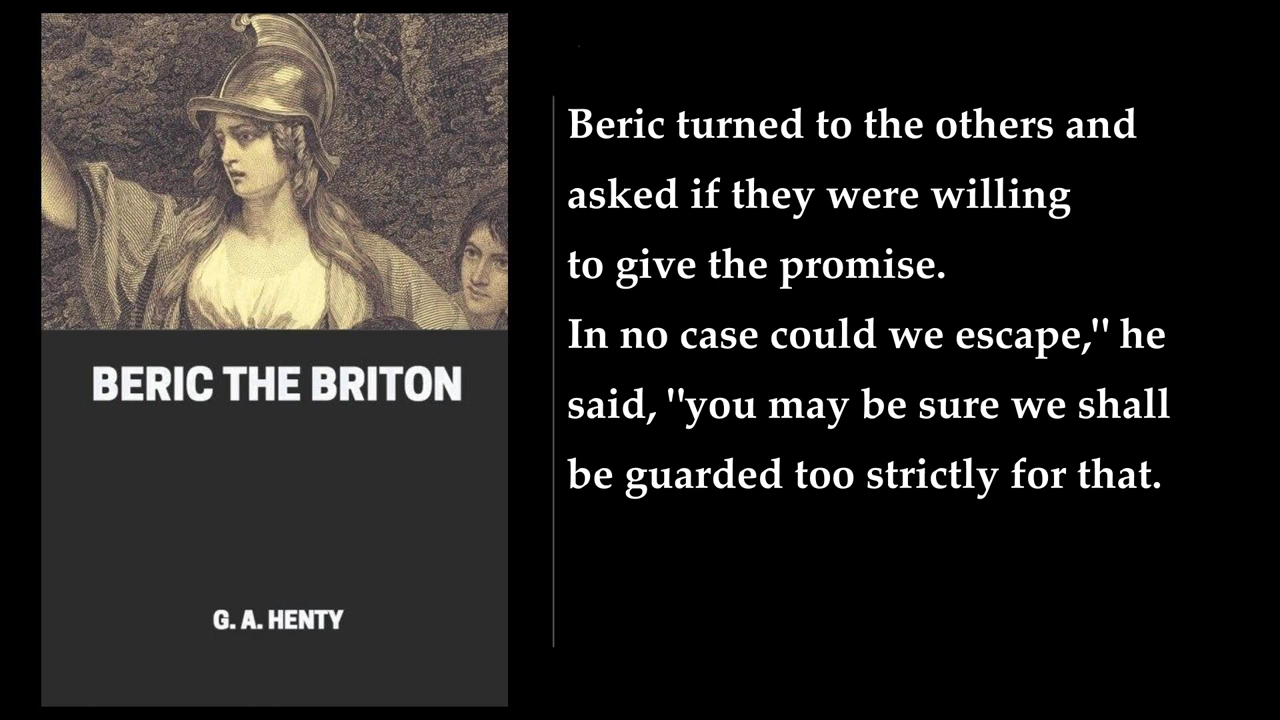 BERIC THE BRITON
G. A. HENTY
Beric turned to the others and
asked if they were willing
to give the promise.
In no case could we escape," he
said, "you may be sure we shall
be guarded too strictly for that.